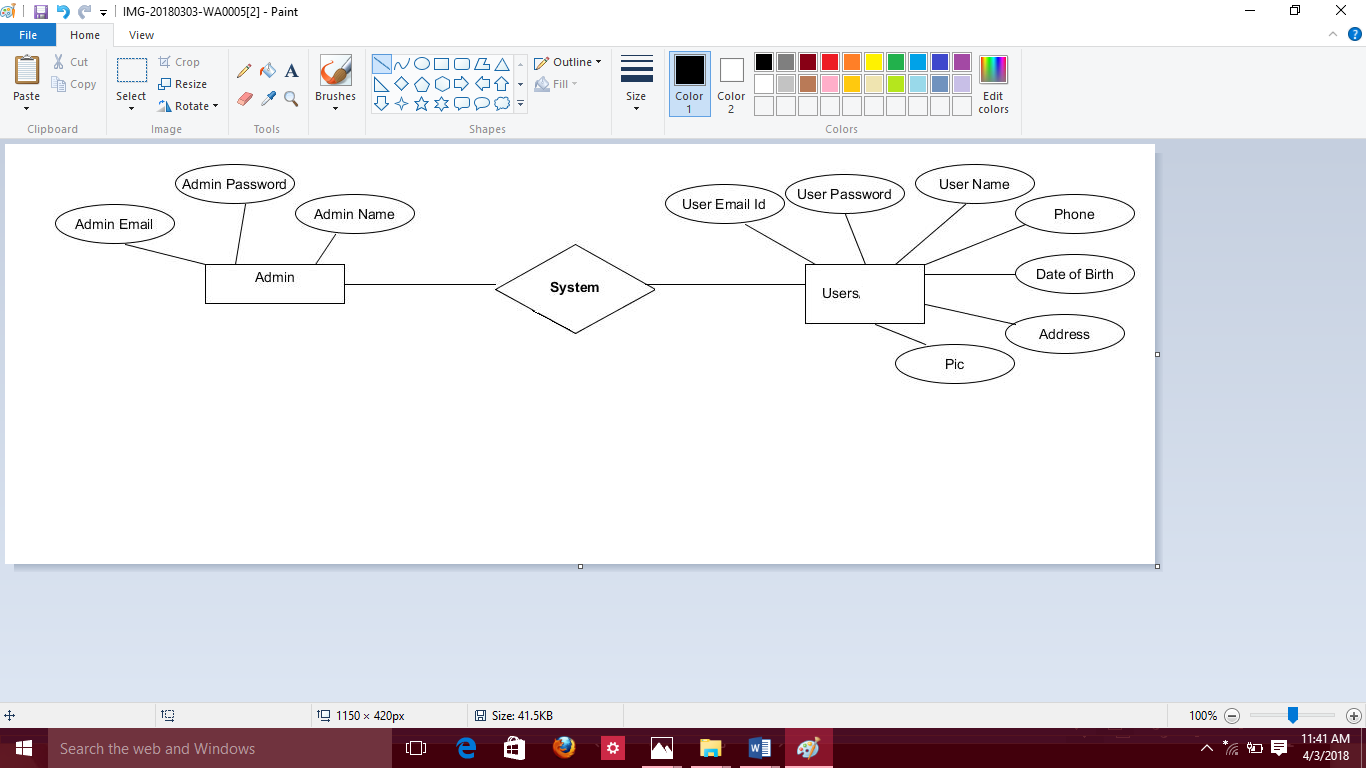 IMG-20180303-WA0005[2] - Paint
File Home View
Paste
Cut
Copy
Clipboard
Select
Crop
Resize
Rotate
Image
A
Tools
Brushes
Outline
Fill
Shapes
Size
Color 1
Color 2
Edit colors
Colors
Admin Password
Admin Email
Admin Name
Admin
System
User Email Id
User Password
User Name
Phone
Date of Birth
Address
Pic
Users
1150 × 420px
Size: 41.5KB
100%
Search the web and Windows
11:41 AM
4/3/2018